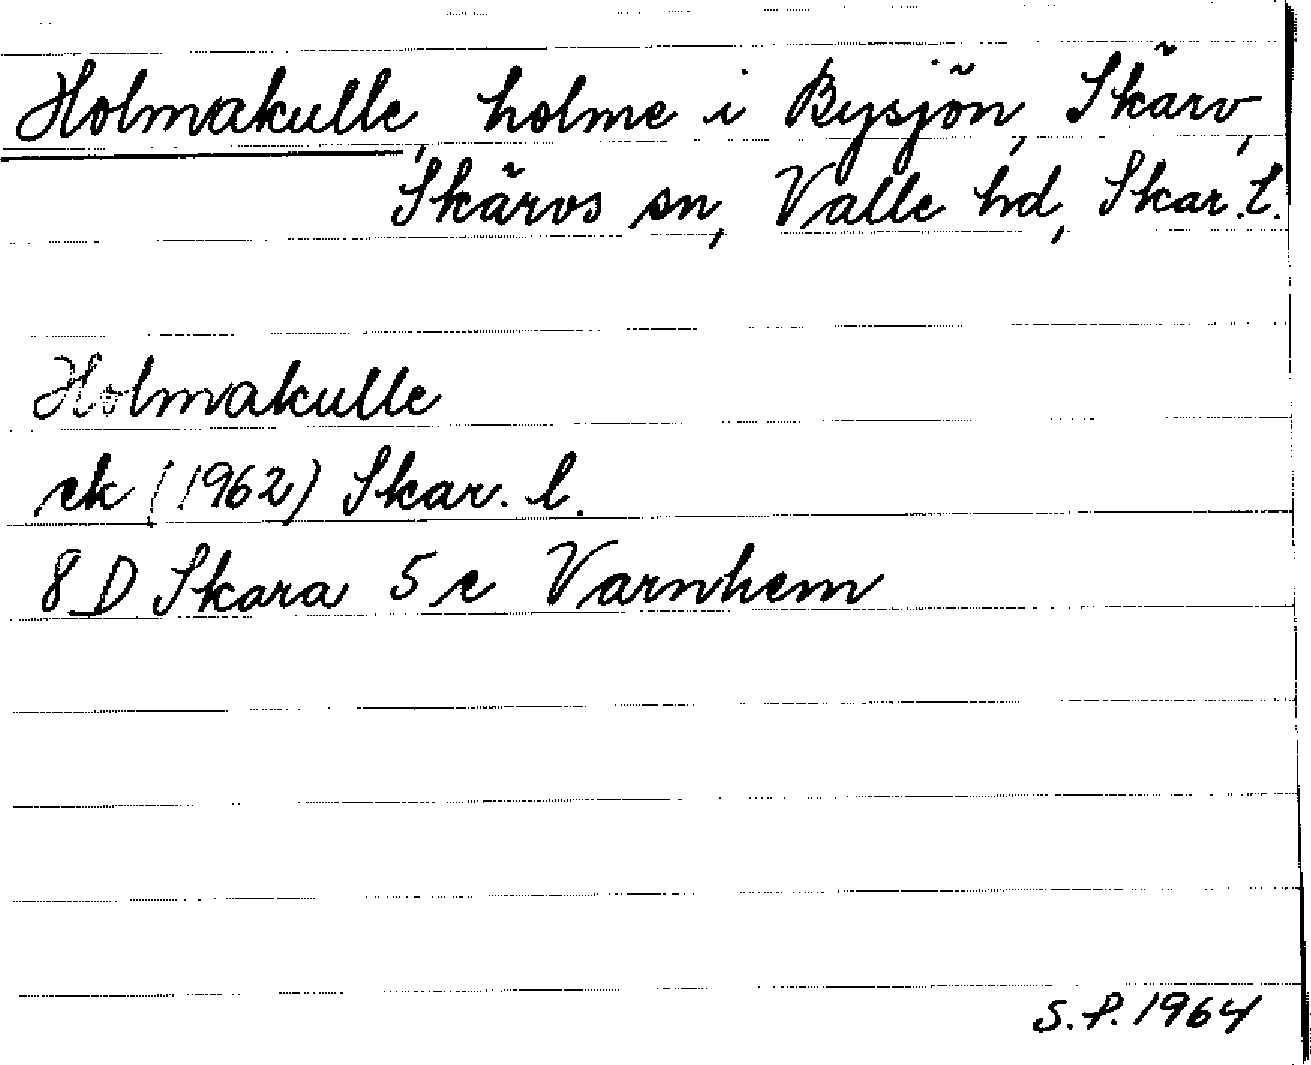 Holmakulle, holme i Bysjön, Skärv,
Skärvs sn, Valle hd, Skar. l.
Holmakulle
ek (1962) Skar. l.
8 D Skara 5 e Varnhem
S.P. 1964